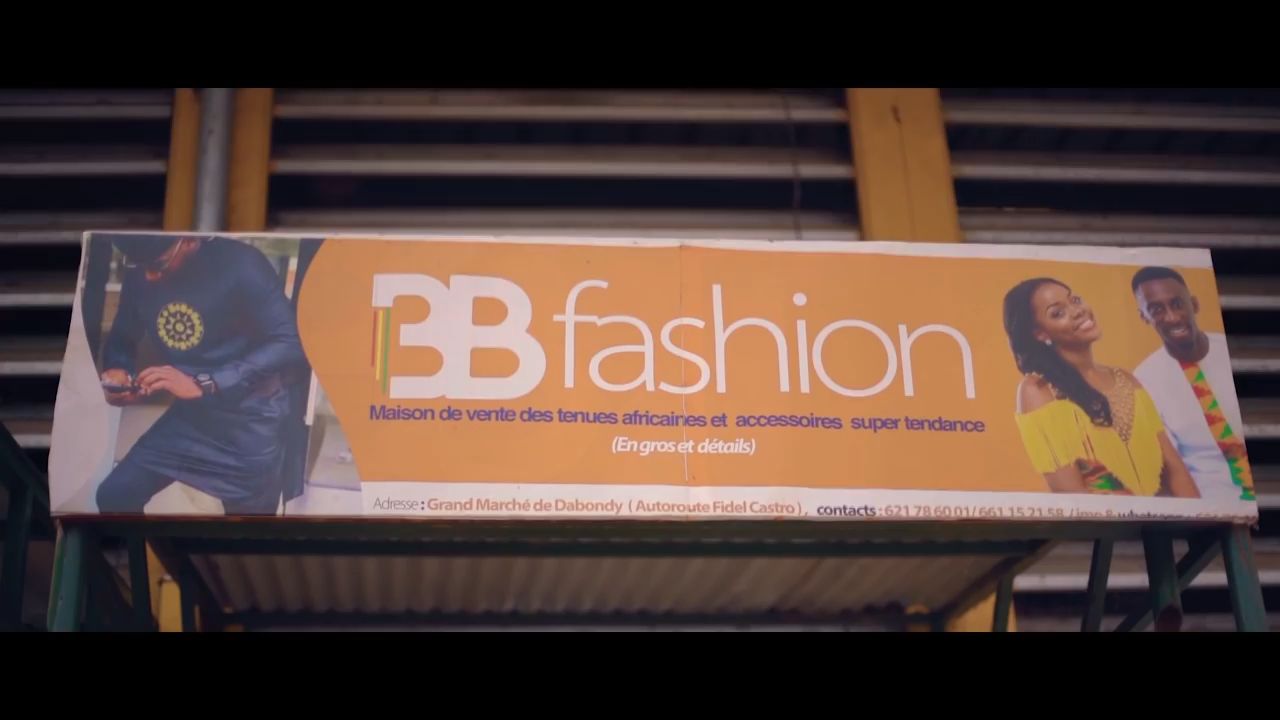 3B fashion
Maison de vente des tenues africaines et accessoires super tendance
(En gros et détails)
Adresse : Grand Marché de Dabondy ( Autoroute Fidel Castro ), contacts : 621 78 60 01 / 661 15 21 58 /